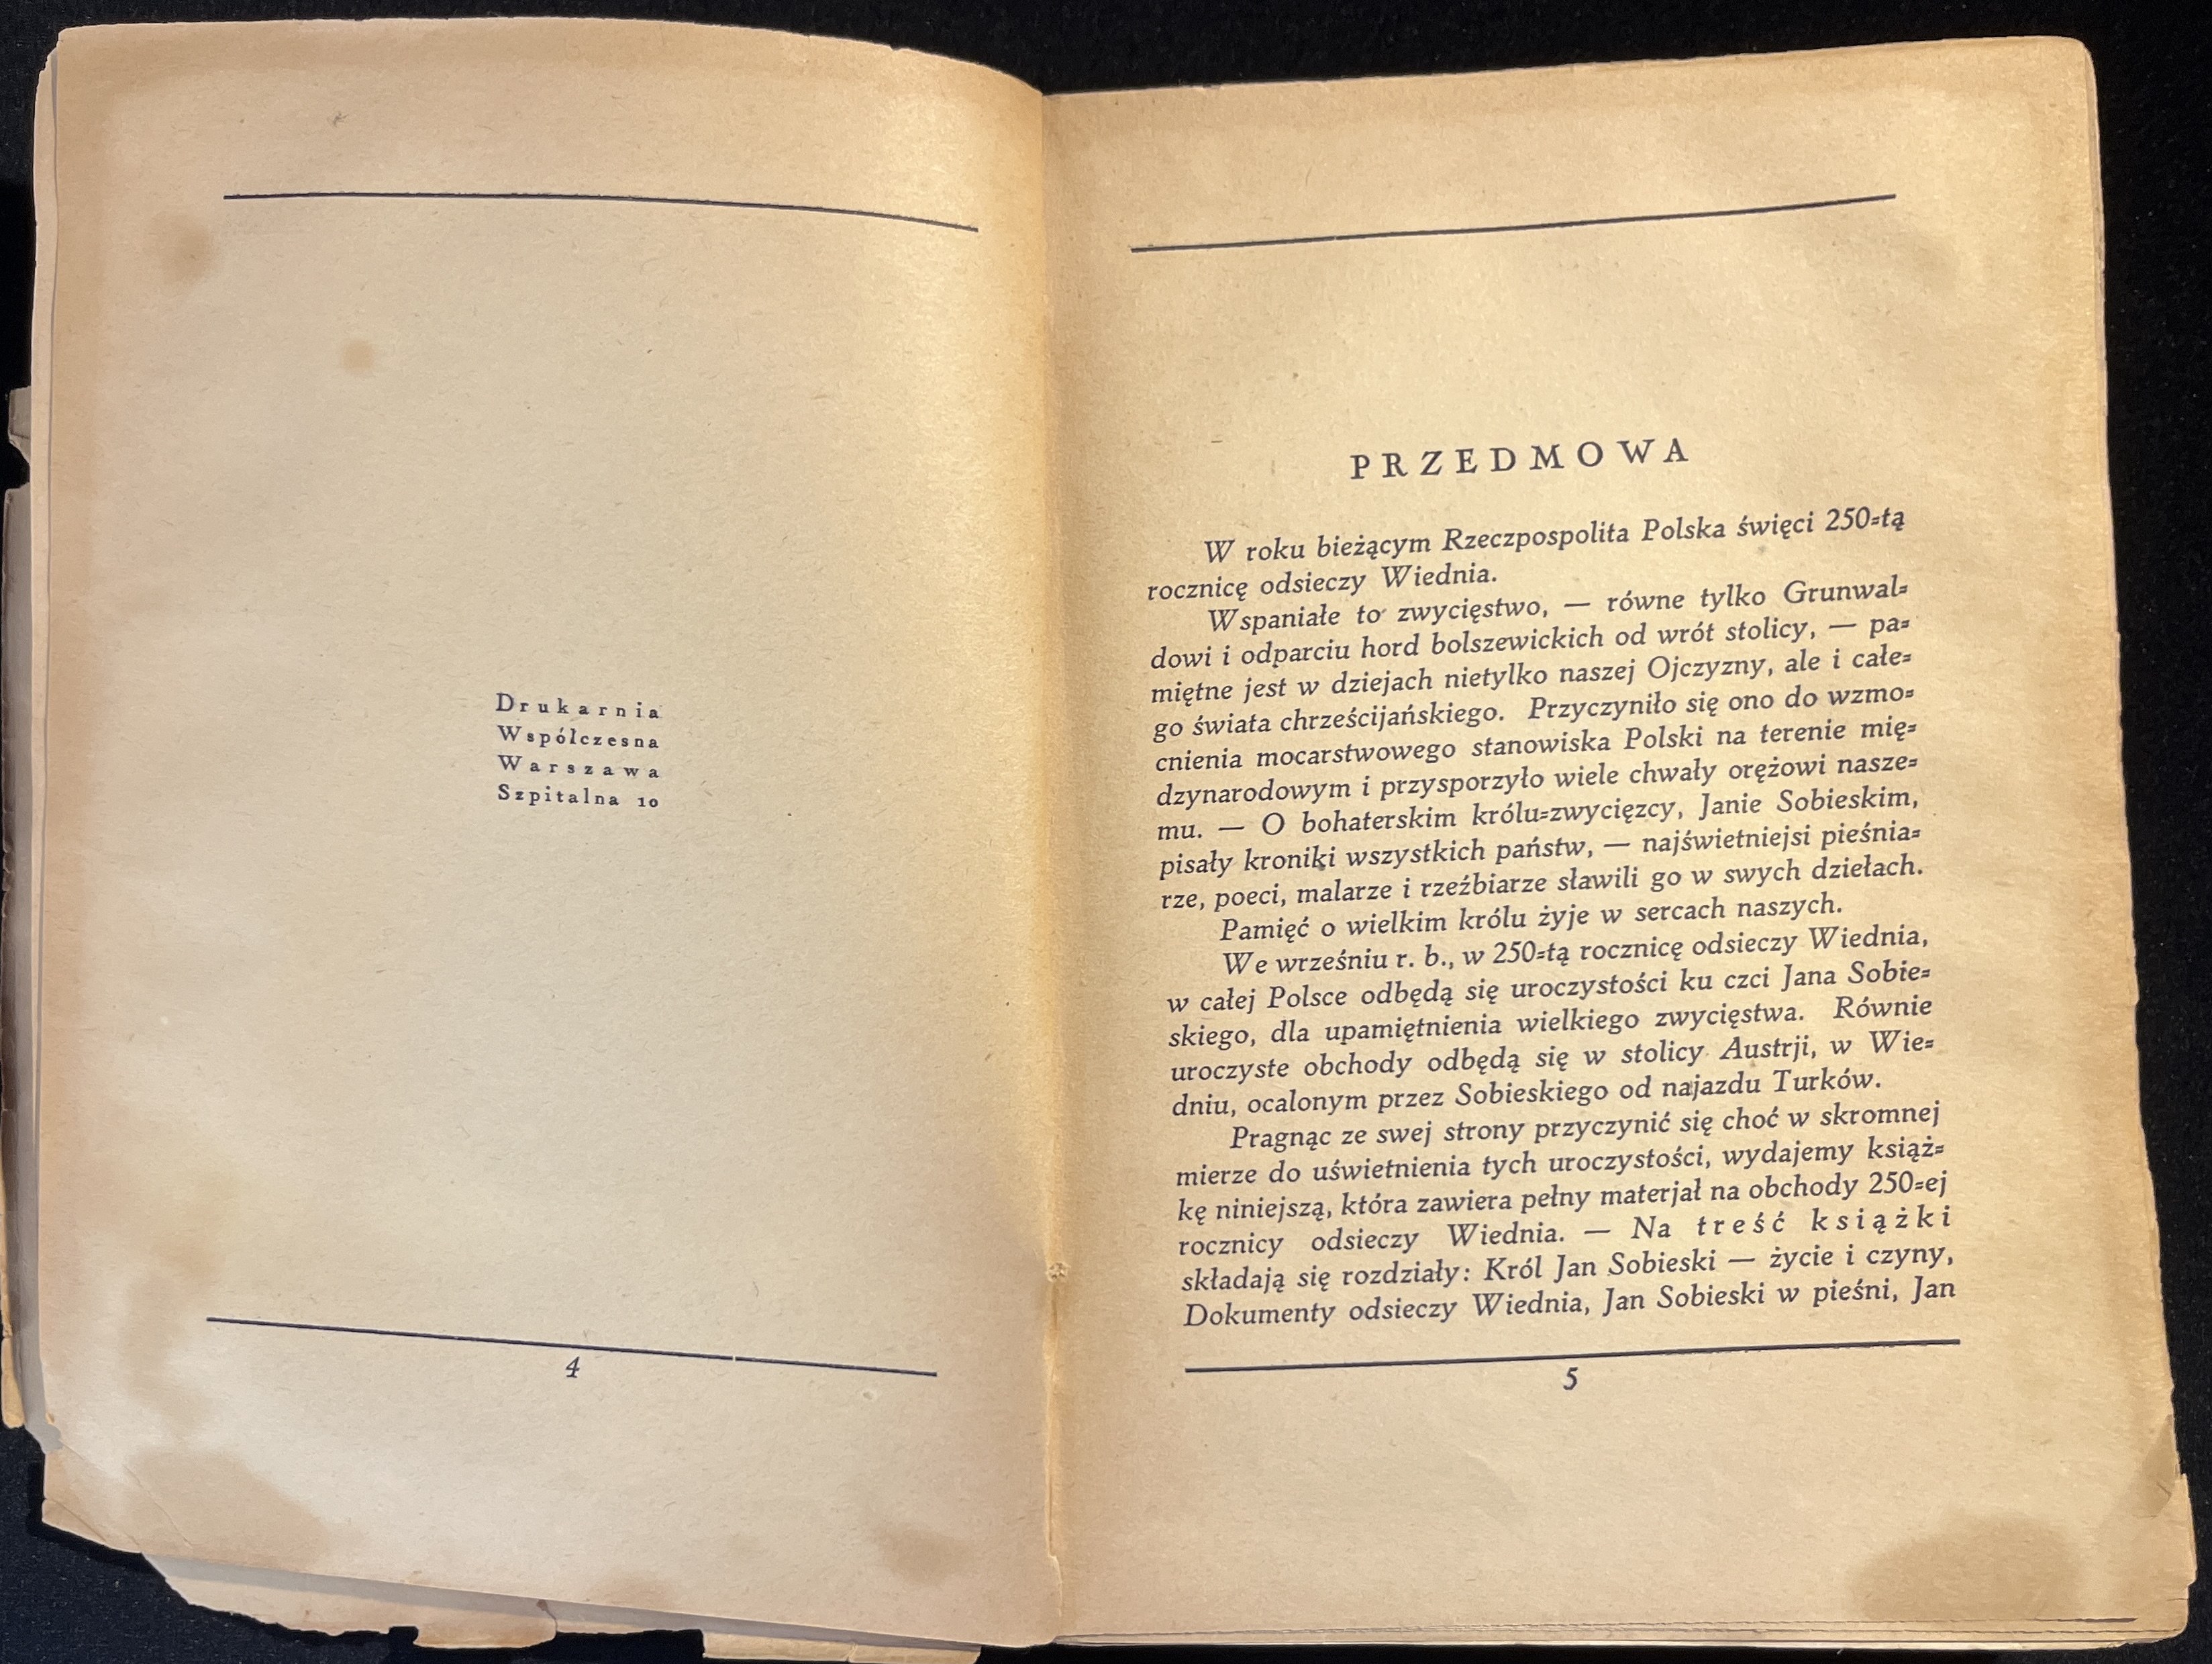 Drukarnia
Współczesna
Warszawa
Szpitalna 10
4
PRZEDMOWA
W roku bieżącym Rzeczpospolita Polska święci 250=tą
rocznicę odsieczy Wiednia.
Wspaniałe to zwycięstwo, — równe tylko Grunwal=
dowi i odparciu hord bolszewickich od wrót stolicy, — pa=
miętne jest w dziejach nietylko naszej Ojczyzny, ale i całe=
go świata chrześcijańskiego. Przyczyniło się ono do wzmo=
cnienia mocarstwowego stanowiska Polski na terenie mię=
dzynarodowym i przysporzyło wiele chwały orężowi nasze=
mu. — O bohaterskim królu=zwycięzcy, Janie Sobieskim,
pisały kroniki wszystkich państw, — najświetniejsi pieśnia=
rze, poeci, malarze i rzeźbiarze sławili go w swych dziełach.
Pamięć o wielkim królu żyje w sercach naszych.
We wrześniu r. b., w 250=tą rocznicę odsieczy Wiednia,
w całej Polsce odbędą się uroczystości ku czci Jana Sobie=
skiego, dla upamiętnienia wielkiego zwycięstwa. Równie
uroczyste obchody odbędą się w stolicy Austrji, w Wie=
dniu, ocalonym przez Sobieskiego od najazdu Turków.
Pragnąc ze swej strony przyczynić się choć w skromnej
mierze do uświetnienia tych uroczystości, wydajemy książ=
kę niniejszą, która zawiera pełny materjał na obchody 250=ej
rocznicy odsieczy Wiednia. — Na treść książki
składają się rozdziały: Król Jan Sobieski — życie i czyny,
Dokumenty odsieczy Wiednia, Jan Sobieski w pieśni, Jan
5